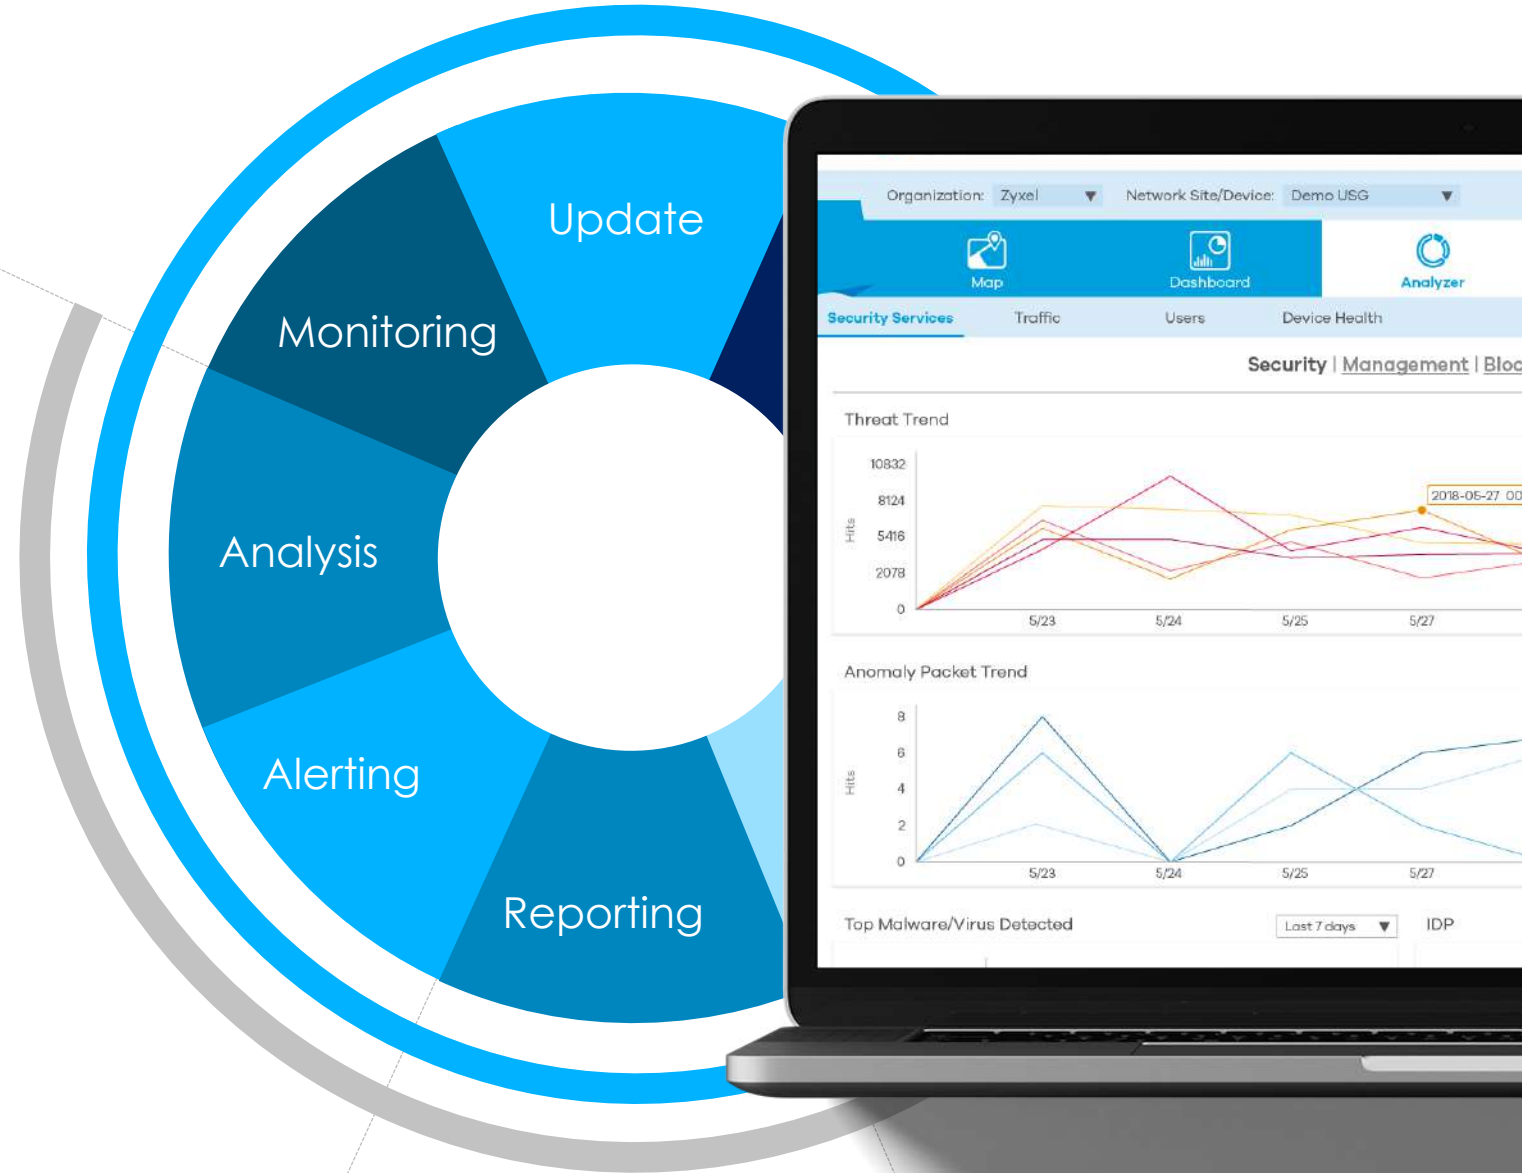 Update
Monitoring
Analysis
Alerting
Reporting
Organization: Zyxel Network Site/Device: Demo USG
Map Dashboard Analyzer
Security Services Traffic Users Device Health
Security | Management | Bloc
Threat Trend
10832
8124
5416
2078
0
Hits
2018-05-27 00
5/23 5/24 5/25 5/27
Anomaly Packet Trend
8
6
4
2
0
Hits
5/23 5/24 5/25 5/27
Top Malware/Virus Detected Last 7 days IDP